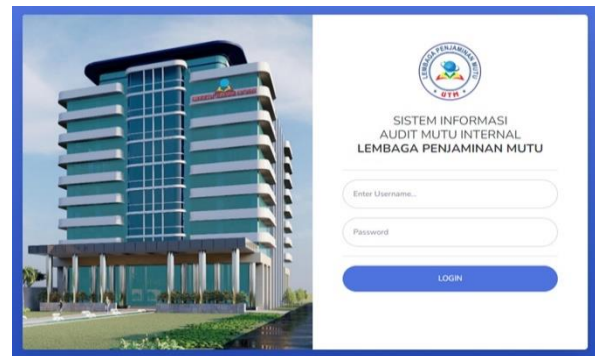 LEMBAGA PENJAMINAN MUTU
UTM
SISTEM INFORMASI
AUDIT MUTU INTERNAL
LEMBAGA PENJAMINAN MUTU
Enter Username...
Password
LOGIN